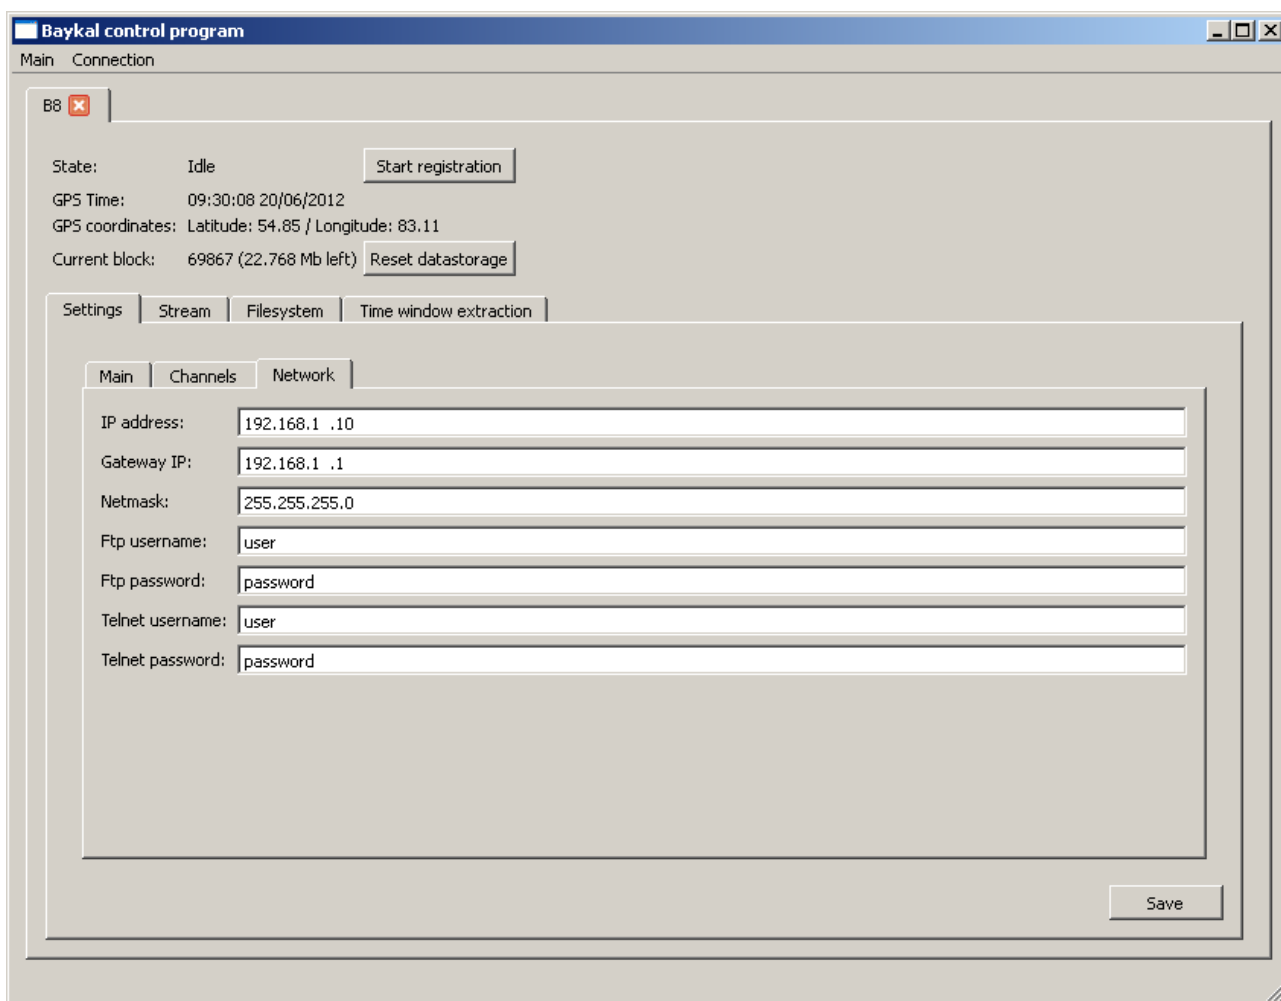 Baykal control program
Main Connection
B8
State: Idle Start registration
GPS Time: 09:30:08 20/06/2012
GPS coordinates: Latitude: 54.85 / Longitude: 83.11
Current block: 69867 (22.768 Mb left) Reset datastorage
Settings Stream Filesystem Time window extraction
Main Channels Network
IP address: 192.168.1 .10
Gateway IP: 192.168.1 .1
Netmask: 255.255.255.0
Ftp username: user
Ftp password: password
Telnet username: user
Telnet password: password
Save